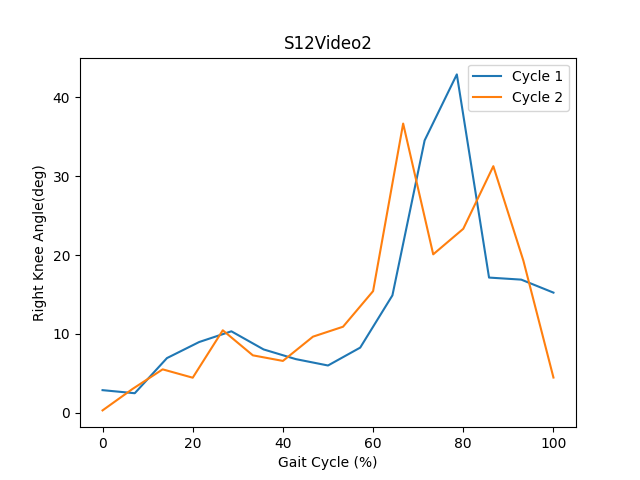 S12Video2
Cycle 1
Cycle 2
Right Knee Angle(deg)
40
30
20
10
0
0 20 40 60 80 100
Gait Cycle (%)